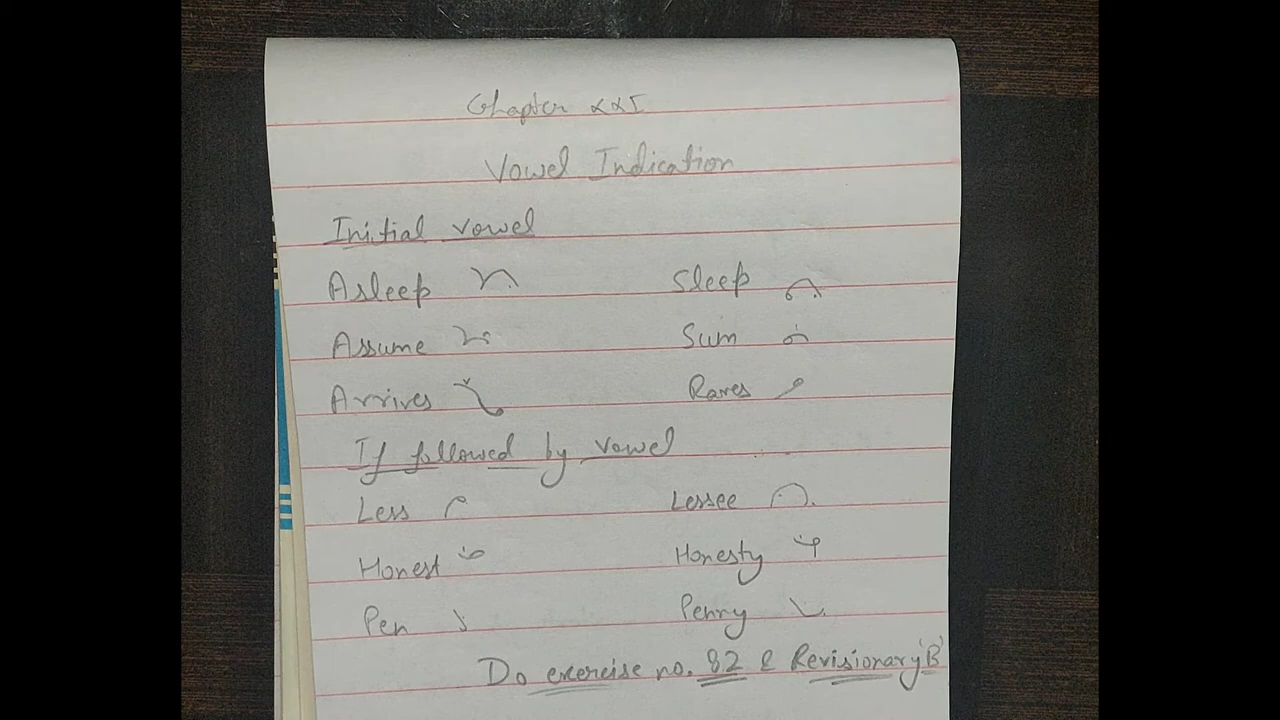 Chapter XXI
Vowel Indication
Initial vowel
Asleep Sleep
Assume Sum
Arrives Raves
If followed by vowel
Less Lessee
Honest Honesty
Pen Penny
Do exercise no. 82 & Revisionary 'B'